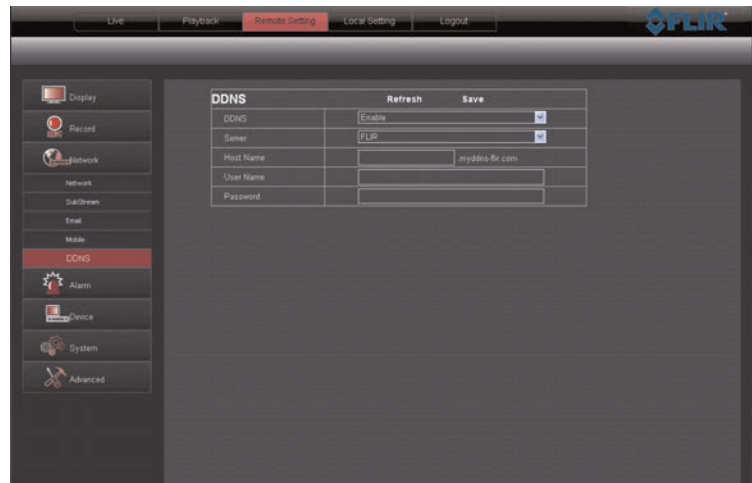 Live Playback Remote Setting Local Setting Logout FLIR
Display
Record
Network
Network
SubStream
Email
Mobile
DDNS
Alarm
Device
System
Advanced
DDNS Refresh Save
DDNS Enable
Server FLIR
Host Name .myddns-flir.com
User Name
Password